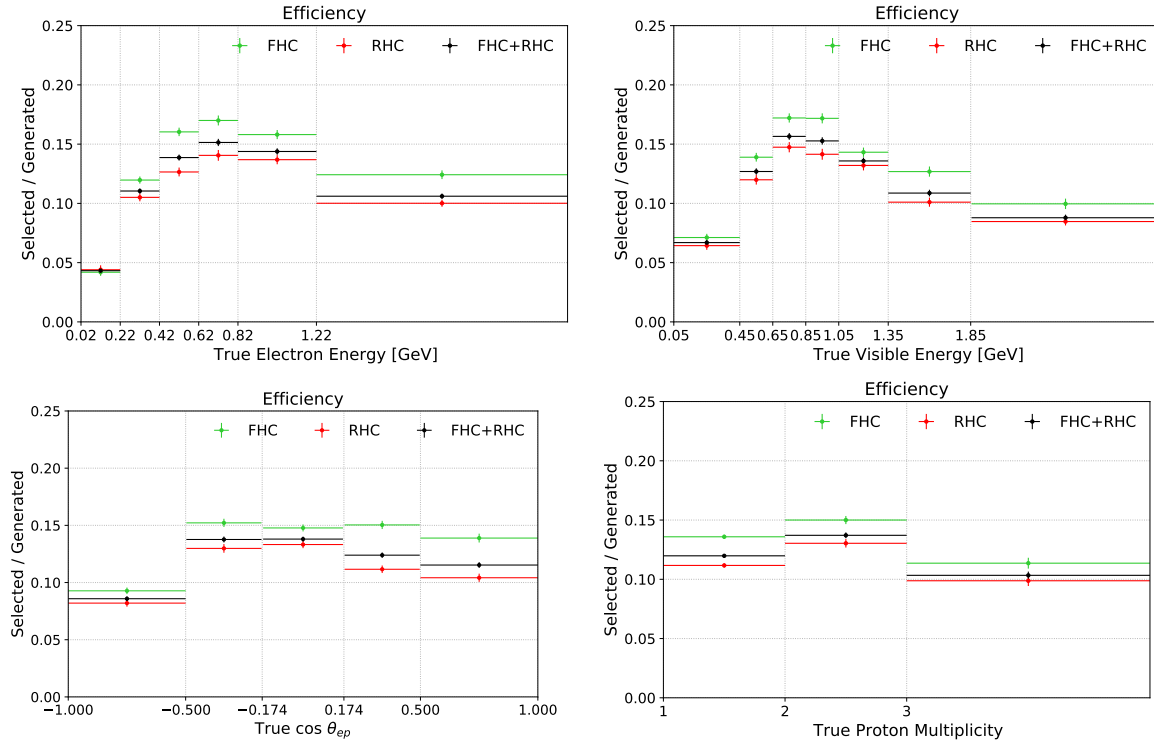 Efficiency
0.25
0.20
0.15
0.10
0.05
0.00
Selected / Generated
FHC RHC FHC+RHC
0.02 0.22 0.42 0.62 0.82 1.22
True Electron Energy [GeV]
Efficiency
0.25
0.20
0.15
0.10
0.05
0.00
Selected / Generated
FHC RHC FHC+RHC
0.05 0.45 0.65 0.85 1.05 1.35 1.85
True Visible Energy [GeV]
Efficiency
0.25
0.20
0.15
0.10
0.05
0.00
Selected / Generated
FHC RHC FHC+RHC
−1.000 −0.500 −0.174 0.174 0.500 1.000
True cos θep
Efficiency
0.25
0.20
0.15
0.10
0.05
0.00
Selected / Generated
FHC RHC FHC+RHC
1 2 3
True Proton Multiplicity